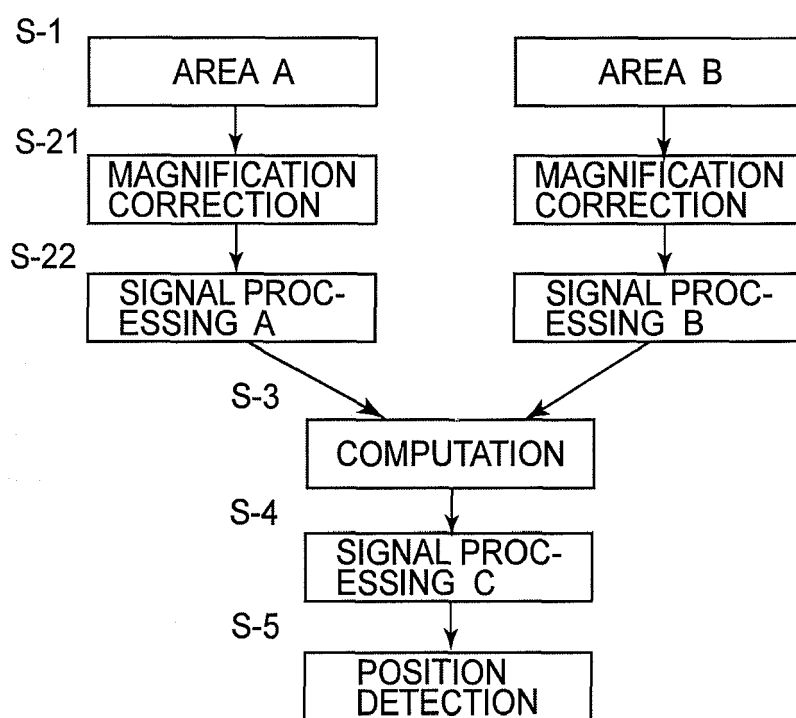 S-1
AREA A
AREA B
S-21
MAGNIFICATION
CORRECTION
MAGNIFICATION
CORRECTION
S-22
SIGNAL PROC-
ESSING A
SIGNAL PROC-
ESSING B
S-3
COMPUTATION
S-4
SIGNAL PROC-
ESSING C
S-5
POSITION
DETECTION